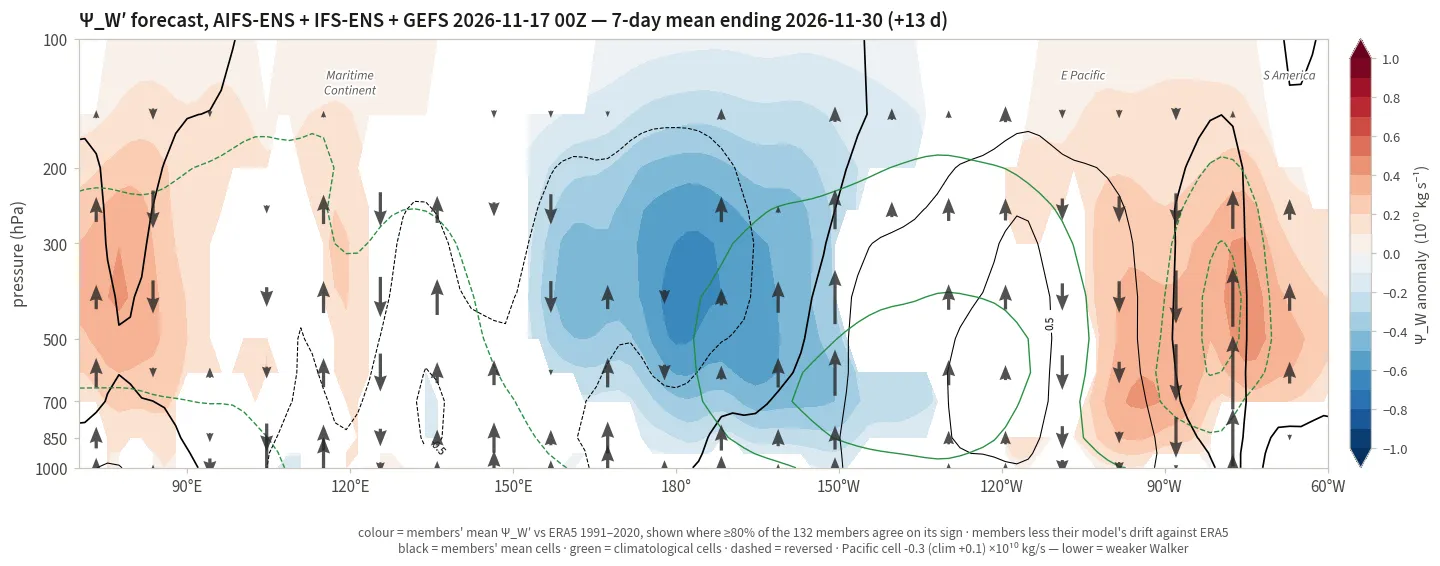 Ψ_W′ forecast, AIFS-ENS + IFS-ENS + GEFS 2026-11-17 00Z — 7-day mean ending 2026-11-30 (+13 d)
100
200
300
400
500
700
850
1000
pressure (hPa)
Maritime
Continent
E Pacific
S America
0.5
0.5
90°E
120°E
150°E
180°
150°W
120°W
90°W
60°W
1.0
0.8
0.6
0.4
0.2
0.0
−0.2
−0.4
−0.6
−0.8
−1.0
Ψ_W anomaly (10¹⁰ kg s⁻¹)
colour = members' mean Ψ_W′ vs ERA5 1991–2020, shown where ≥80% of the 132 members agree on its sign · members less their model's drift against ERA5
black = members' mean cells · green = climatological cells · dashed = reversed · Pacific cell -0.3 (clim +0.1) ×10¹⁰ kg/s — lower = weaker Walker